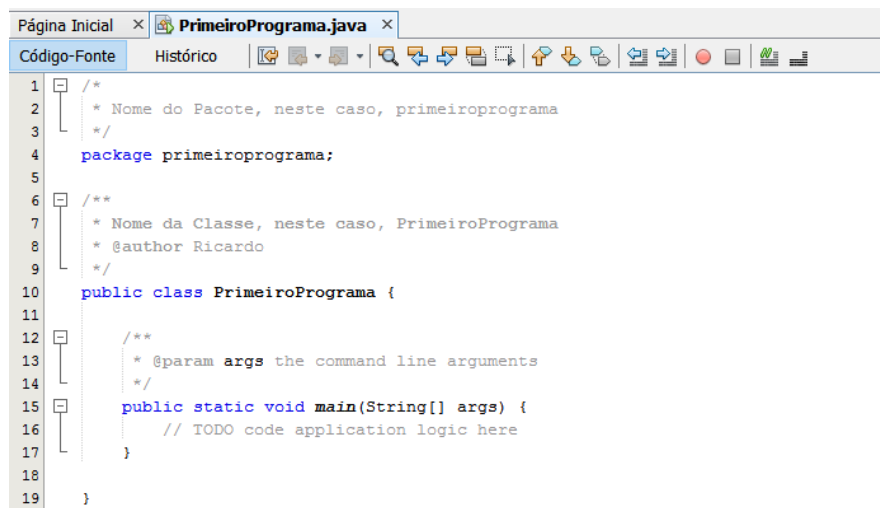 Página Inicial PrimeiroPrograma.java
Código-Fonte Histórico
1 /*
2 * Nome do Pacote, neste caso, primeiroprograma
3 */
4 package primeiroprograma;
5
6 /**
7 * Nome da Classe, neste caso, PrimeiroPrograma
8 * @author Ricardo
9 */
10 public class PrimeiroPrograma {
11
12 /**
13 * @param args the command line arguments
14 */
15 public static void main(String[] args) {
16 // TODO code application logic here
17 }
18
19 }